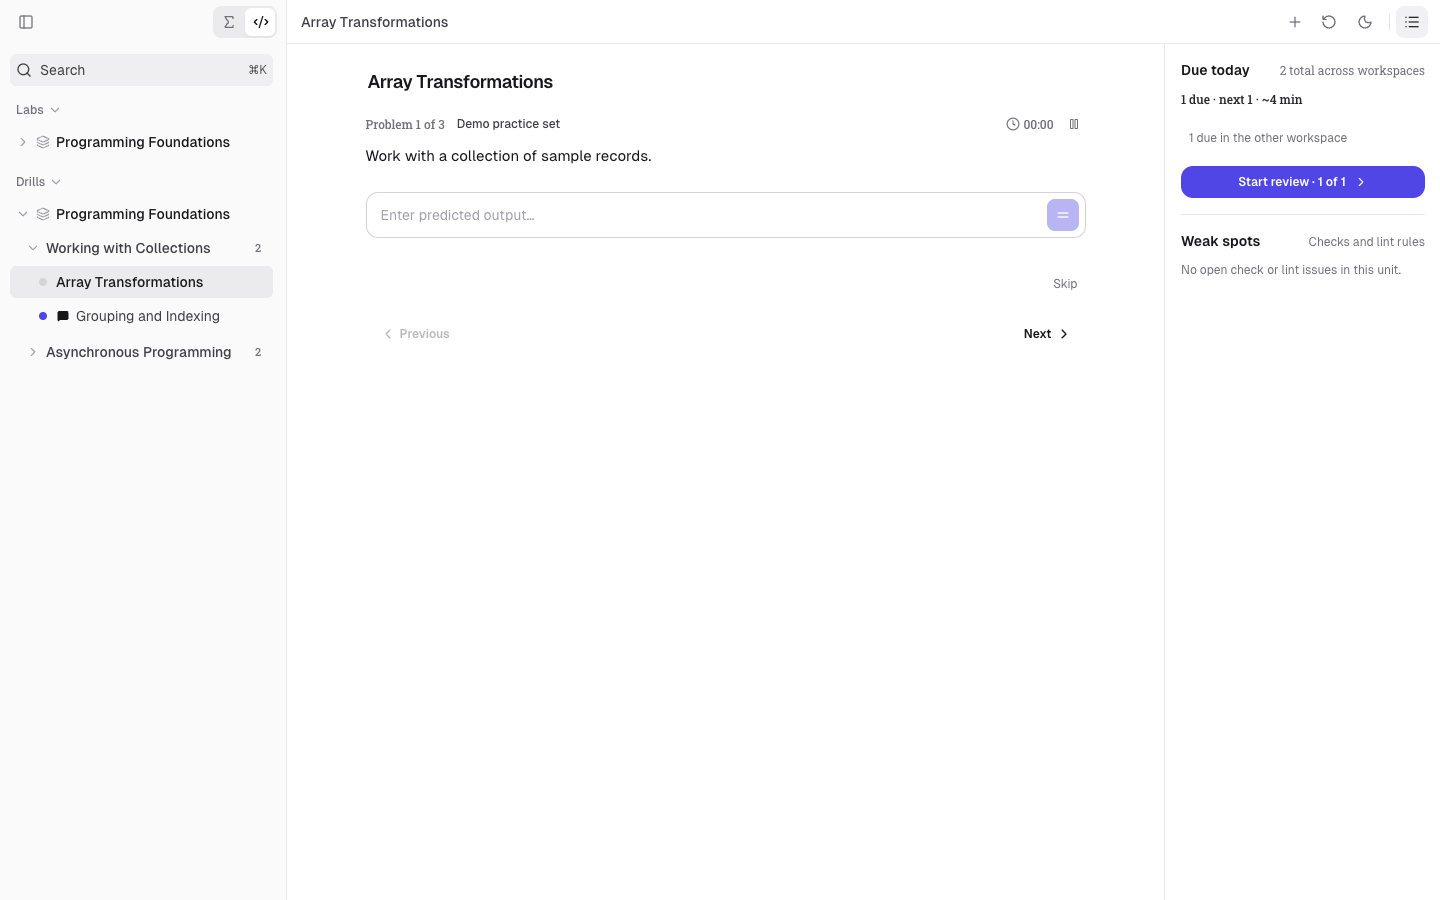 Search
⌘K
Labs
Programming Foundations
Drills
Programming Foundations
Working with Collections 2
Array Transformations
Grouping and Indexing
Asynchronous Programming 2
Array Transformations
Array Transformations
Problem 1 of 3 Demo practice set 00:00
Work with a collection of sample records.
Enter predicted output...
Skip
Previous
Next
Due today 2 total across workspaces
1 due · next 1 · ~4 min
1 due in the other workspace
Start review · 1 of 1
Weak spots Checks and lint rules
No open check or lint issues in this unit.